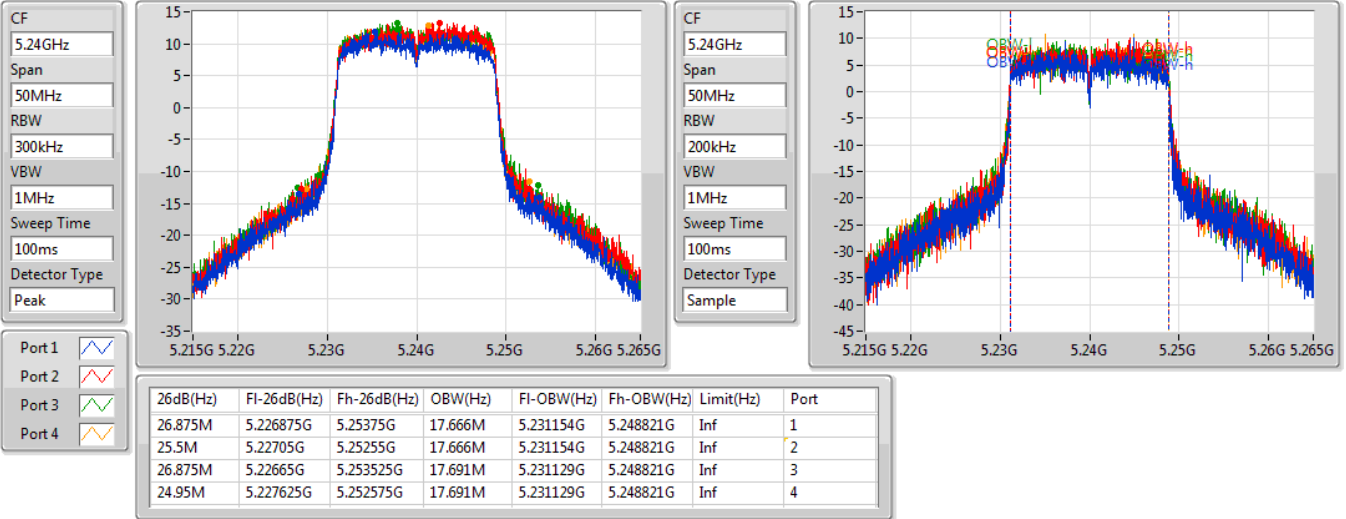 CF
5.24GHz
Span
50MHz
RBW
300kHz
VBW
1MHz
Sweep Time
100ms
Detector Type
Peak
15
10
5
0
-5
-10
-15
-20
-25
-30
-35
5.215G 5.22G 5.23G 5.24G 5.25G 5.26G 5.265G
CF
5.24GHz
Span
50MHz
RBW
200kHz
VBW
1MHz
Sweep Time
100ms
Detector Type
Sample
15
10
5
0
-5
-10
-15
-20
-25
-30
-35
-40
-45
5.215G 5.22G 5.23G 5.24G 5.25G 5.26G 5.265G
Port 1
Port 2
Port 3
Port 4
26dB(Hz) Fl-26dB(Hz) Fh-26dB(Hz) OBW(Hz) Fl-OBW(Hz) Fh-OBW(Hz) Limit(Hz) Port
26.875M 5.226875G 5.25375G 17.666M 5.231154G 5.248821G Inf 1
25.5M 5.22705G 5.25255G 17.666M 5.231154G 5.248821G Inf 2
26.875M 5.22665G 5.253525G 17.691M 5.231129G 5.248821G Inf 3
24.95M 5.227625G 5.252575G 17.691M 5.231129G 5.248821G Inf 4